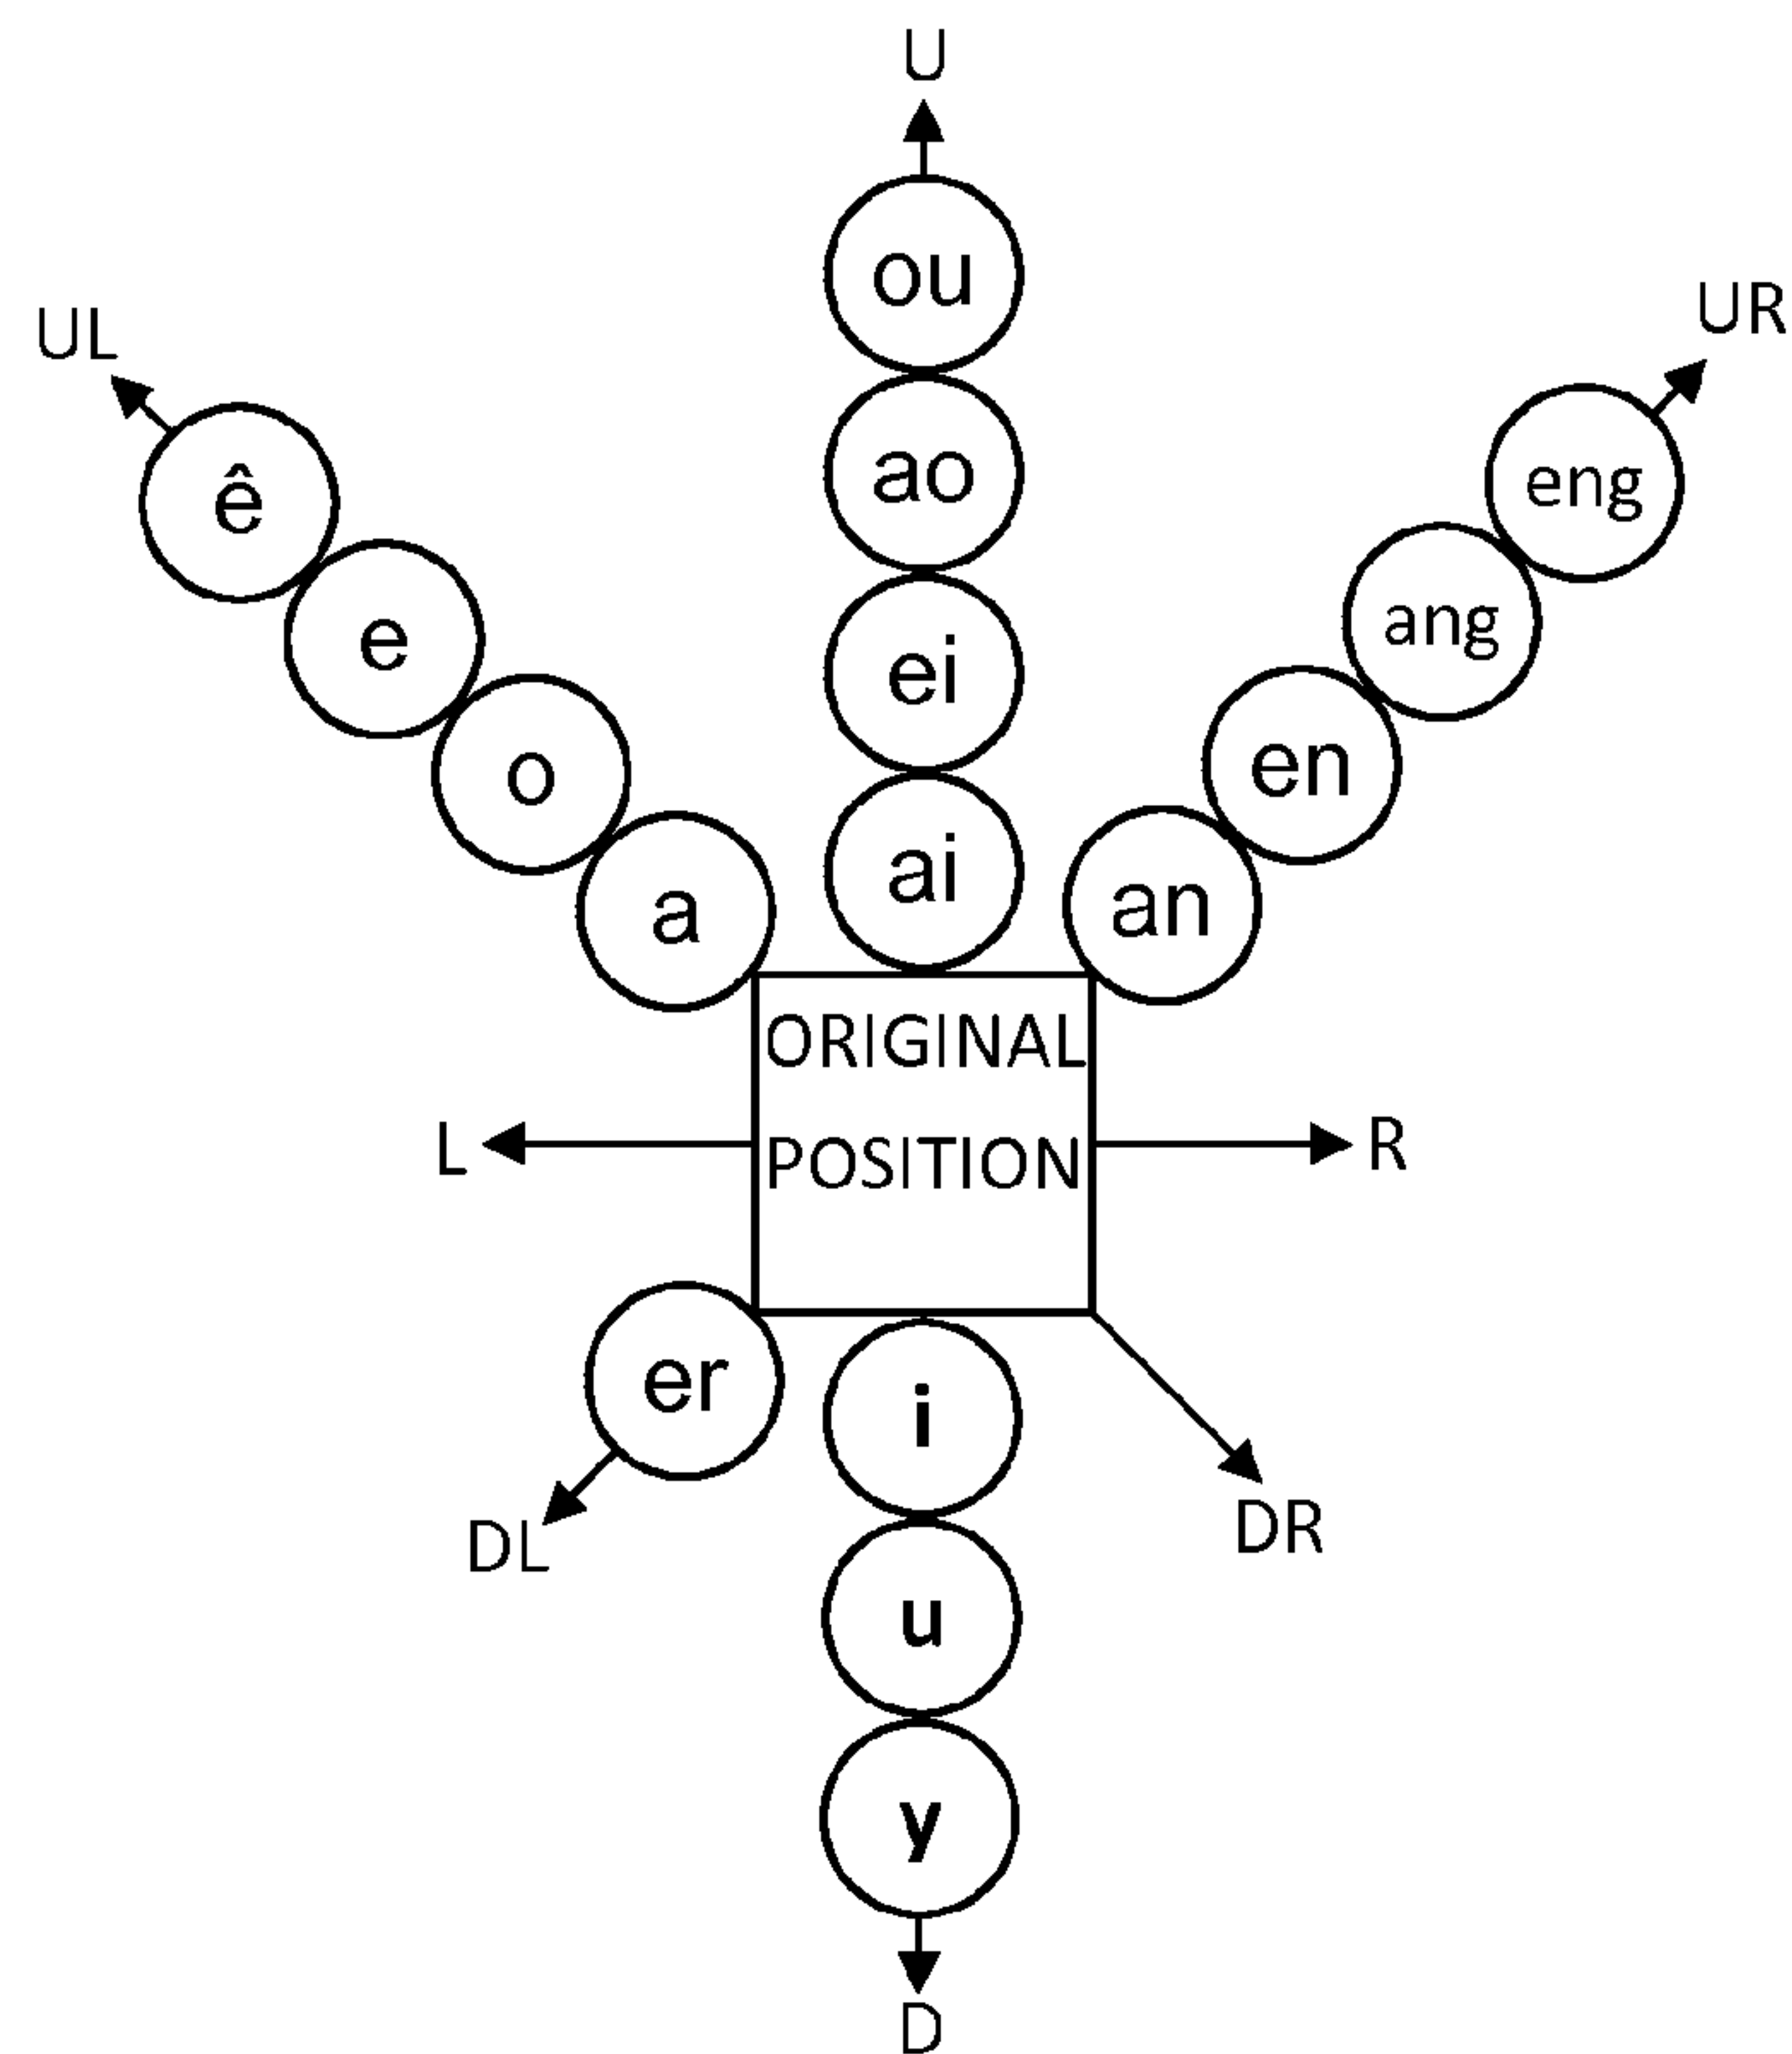 U
UL
UR
ou
ao
ei
ai
ê
e
o
a
eng
ang
en
an
ORIGINAL
POSITION
L
R
er
DL
DR
i
u
y
D